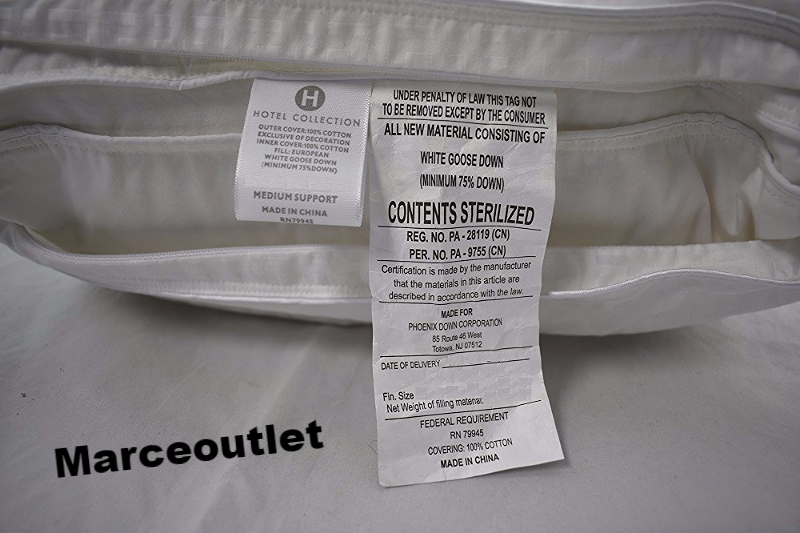 H
HOTEL COLLECTION
OUTER COVER:100% COTTON
EXCLUSIVE OF DECORATION
INNER COVER:100% COTTON
FILL: EUROPEAN
WHITE GOOSE DOWN
(MINIMUM 75%DOWN)
MEDIUM SUPPORT
MADE IN CHINA
RN79945
UNDER PENALTY OF LAW THIS TAG NOT
TO BE REMOVED EXCEPT BY THE CONSUMER
ALL NEW MATERIAL CONSISTING OF
WHITE GOOSE DOWN
(MINIMUM 75% DOWN)
CONTENTS STERILIZED
REG. NO. PA - 28119 (CN)
PER. NO. PA - 9755 (CN)
Certification is made by the manufacturer
that the materials in this article are
described in accordance with the law.
MADE FOR
PHOENIX DOWN CORPORATION
85 Route 46 West
Totowa, NJ 07512
DATE OF DELIVERY
Fin. Size
Net Weight of filling material:
FEDERAL REQUIREMENT
RN 79945
COVERING: 100% COTTON
MADE IN CHINA
Marceoutlet